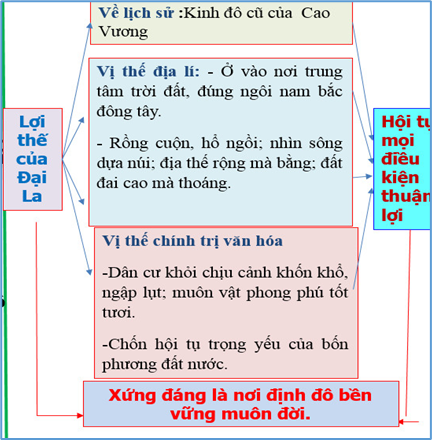 Về lịch sử :Kinh đô cũ của Cao
Vương
Vị thế địa lí: - Ở vào nơi trung
tâm trời đất, đúng ngôi nam bắc
đông tây.
- Rồng cuộn, hổ ngồi; nhìn sông
dựa núi; địa thế rộng mà bằng; đất
đai cao mà thoáng.
Lợi
thế
của
Đại
La
Hội tụ
mọi
điều
kiện
thuận
lợi
Vị thế chính trị văn hóa
-Dân cư khỏi chịu cảnh khốn khổ,
ngập lụt; muôn vật phong phú tốt
tươi.
-Chốn hội tụ trọng yếu của bốn
phương đất nước.
Xứng đáng là nơi định đô bền
vững muôn đời.